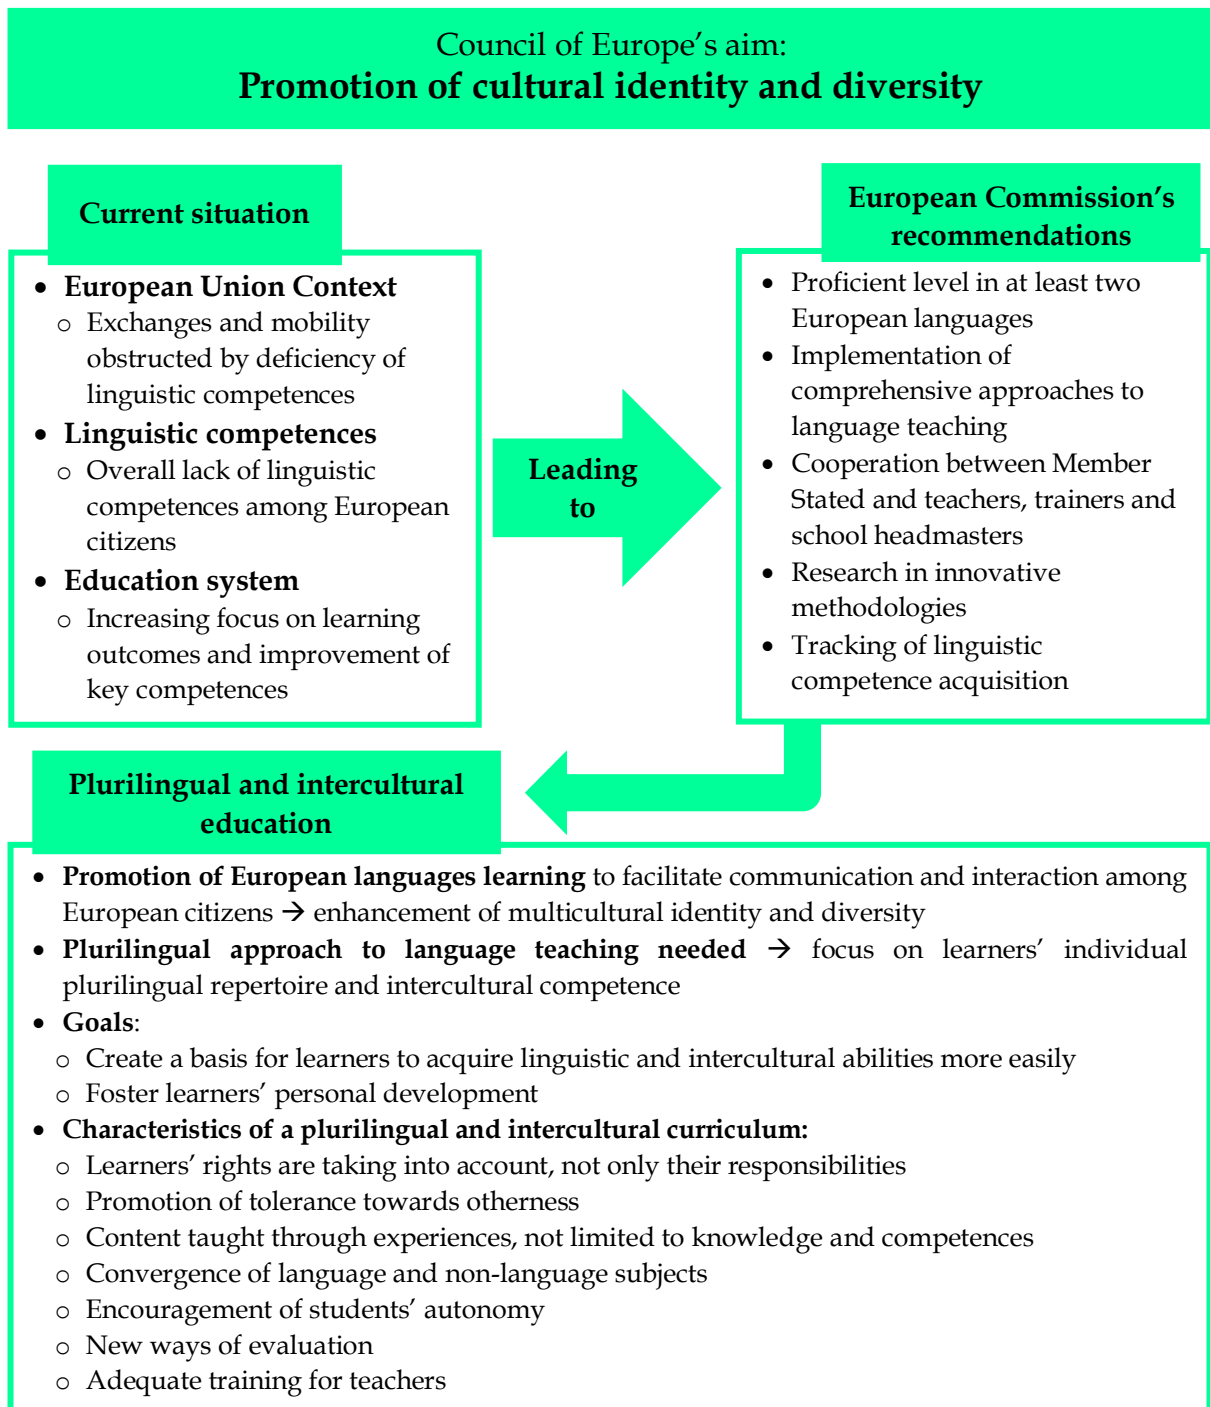 Council of Europe’s aim:
Promotion of cultural identity and diversity
Current situation
• European Union Context
o Exchanges and mobility
obstructed by deficiency of
linguistic competences
• Linguistic competences
o Overall lack of linguistic
competences among European
citizens
• Education system
o Increasing focus on learning
outcomes and improvement of
key competences
Leading
to
European Commission’s
recommendations
• Proficient level in at least two
European languages
• Implementation of
comprehensive approaches to
language teaching
• Cooperation between Member
Stated and teachers, trainers and
school headmasters
• Research in innovative
methodologies
• Tracking of linguistic
competence acquisition
Plurilingual and intercultural
education
• Promotion of European languages learning to facilitate communication and interaction among
European citizens → enhancement of multicultural identity and diversity
• Plurilingual approach to language teaching needed → focus on learners’ individual
plurilingual repertoire and intercultural competence
• Goals:
o Create a basis for learners to acquire linguistic and intercultural abilities more easily
o Foster learners’ personal development
• Characteristics of a plurilingual and intercultural curriculum:
o Learners’ rights are taking into account, not only their responsibilities
o Promotion of tolerance towards otherness
o Content taught through experiences, not limited to knowledge and competences
o Convergence of language and non-language subjects
o Encouragement of students’ autonomy
o New ways of evaluation
o Adequate training for teachers